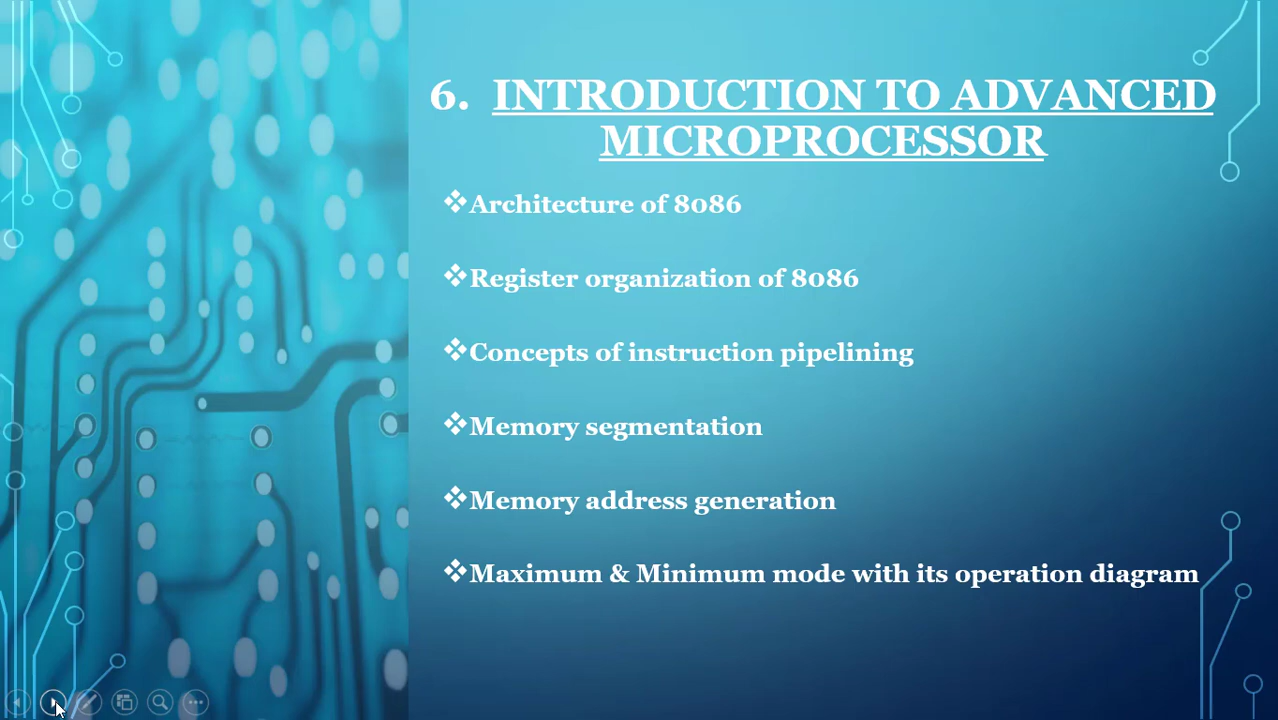 6. INTRODUCTION TO ADVANCED
MICROPROCESSOR
❖Architecture of 8086
❖Register organization of 8086
❖Concepts of instruction pipelining
❖Memory segmentation
❖Memory address generation
❖Maximum & Minimum mode with its operation diagram